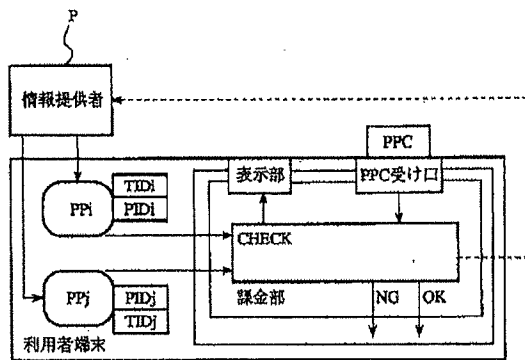 P
情報提供者
PPC
表示部
PPC受け口
TIDi
PPi
PIDi
CHECK
PPj
PIDj
TIDj
課金部
NG
OK
利用者端末